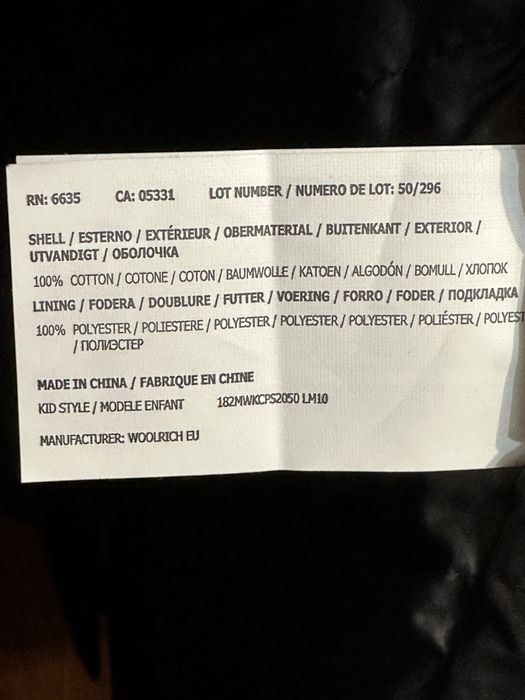 RN: 6635 CA: 05331 LOT NUMBER / NUMERO DE LOT: 50/296
SHELL / ESTERNO / EXTÉRIEUR / OBERMATERIAL / BUITENKANT / EXTERIOR /
UTVANDIGT / ОБОЛОЧКА
100% COTTON / COTONE / COTON / BAUMWOLLE / KATOEN / ALGODÓN / BOMULL / ХЛОПОК
LINING / FODERA / DOUBLURE / FUTTER / VOERING / FORRO / FODER / ПОДКЛАДКА
100% POLYESTER / POLIESTERE / POLYESTER / POLYESTER / POLYESTER / POLIÉSTER / POLYEST
/ ПОЛИЭСТЕР
MADE IN CHINA / FABRIQUE EN CHINE
KID STYLE / MODELE ENFANT 182MWKCPS2050 LM10
MANUFACTURER: WOOLRICH EU